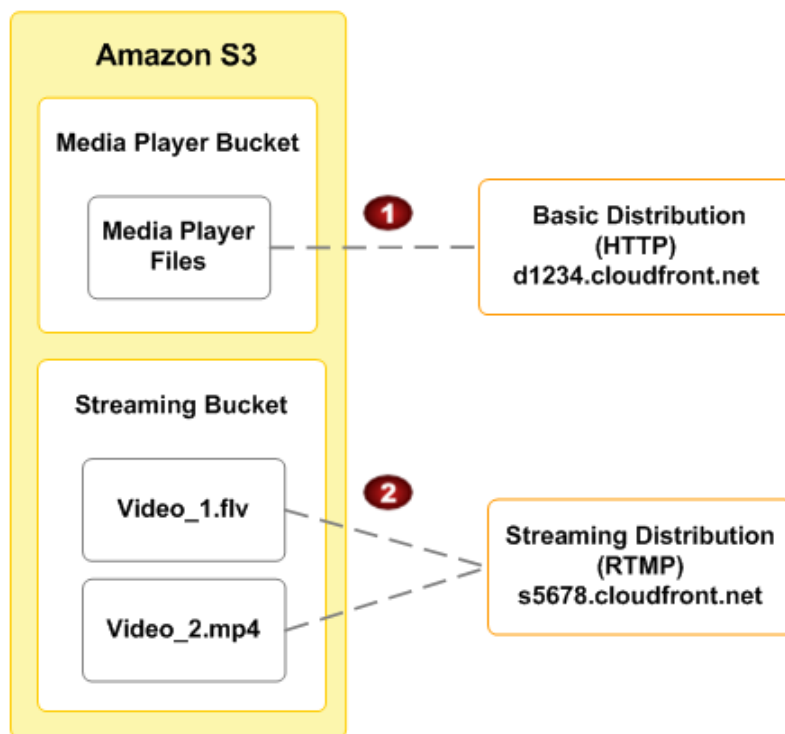 Amazon S3
Media Player Bucket
Media Player
Files
1
Basic Distribution
(HTTP)
d1234.cloudfront.net
Streaming Bucket
Video_1.flv
Video_2.mp4
2
Streaming Distribution
(RTMP)
s5678.cloudfront.net